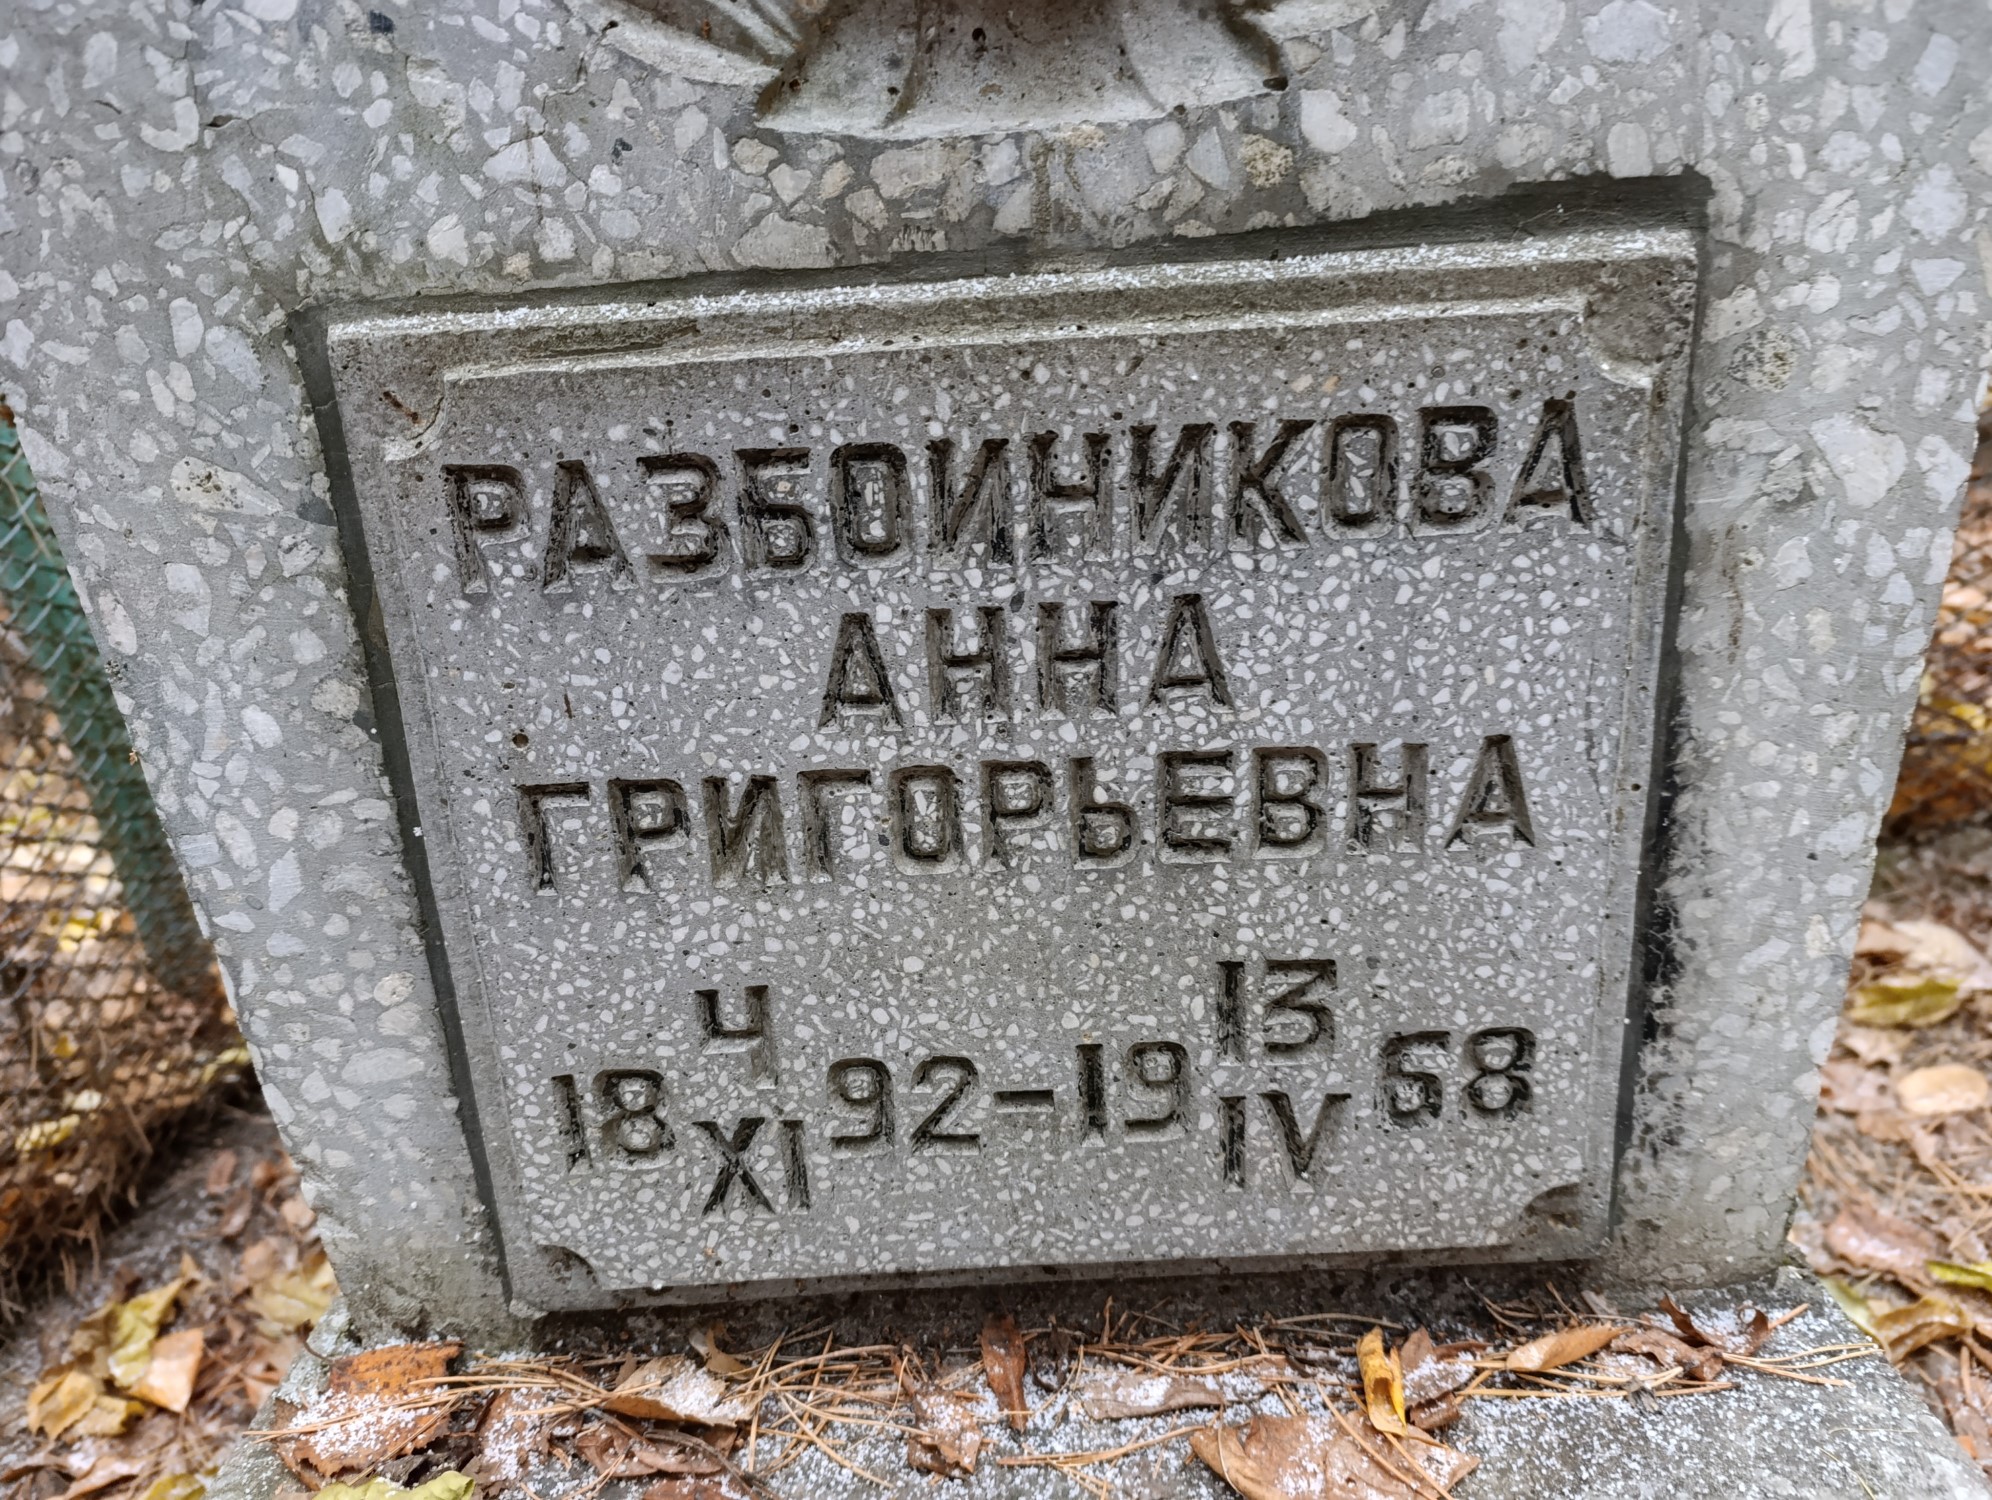 РАЗБОИНИКОВА
АННА
ГРИГОРЬЕВНА
18 4/XI 92-19 13/IV 68